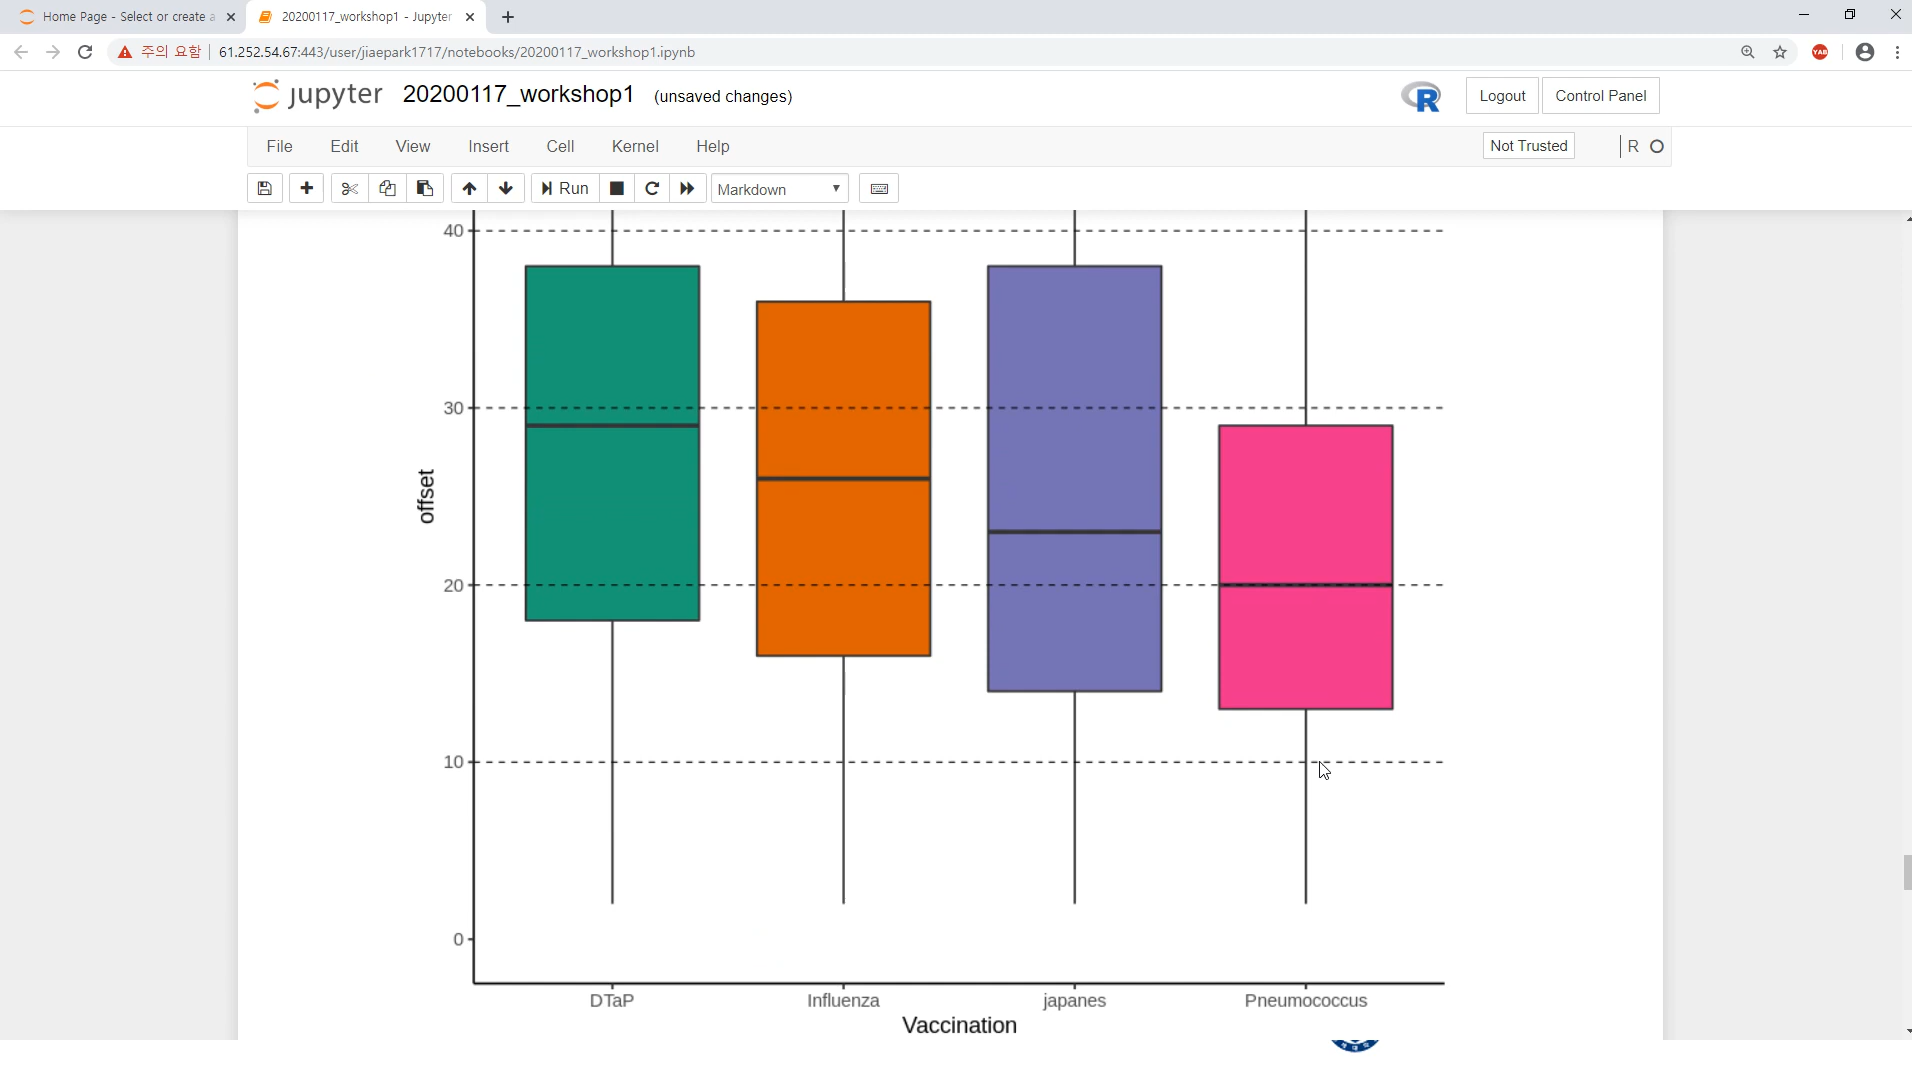 Home Page - Select or create a
20200117_workshop1 - Jupyter
주의 요함
61.252.54.67:443/user/jiaepark1717/notebooks/20200117_workshop1.ipynb
YAB
jupyter 20200117_workshop1 (unsaved changes)
R
Logout
Control Panel
File Edit View Insert Cell Kernel Help
Not Trusted
R
Run
Markdown
40
30
20
10
0
offset
DTaP Influenza japanes Pneumococcus
Vaccination